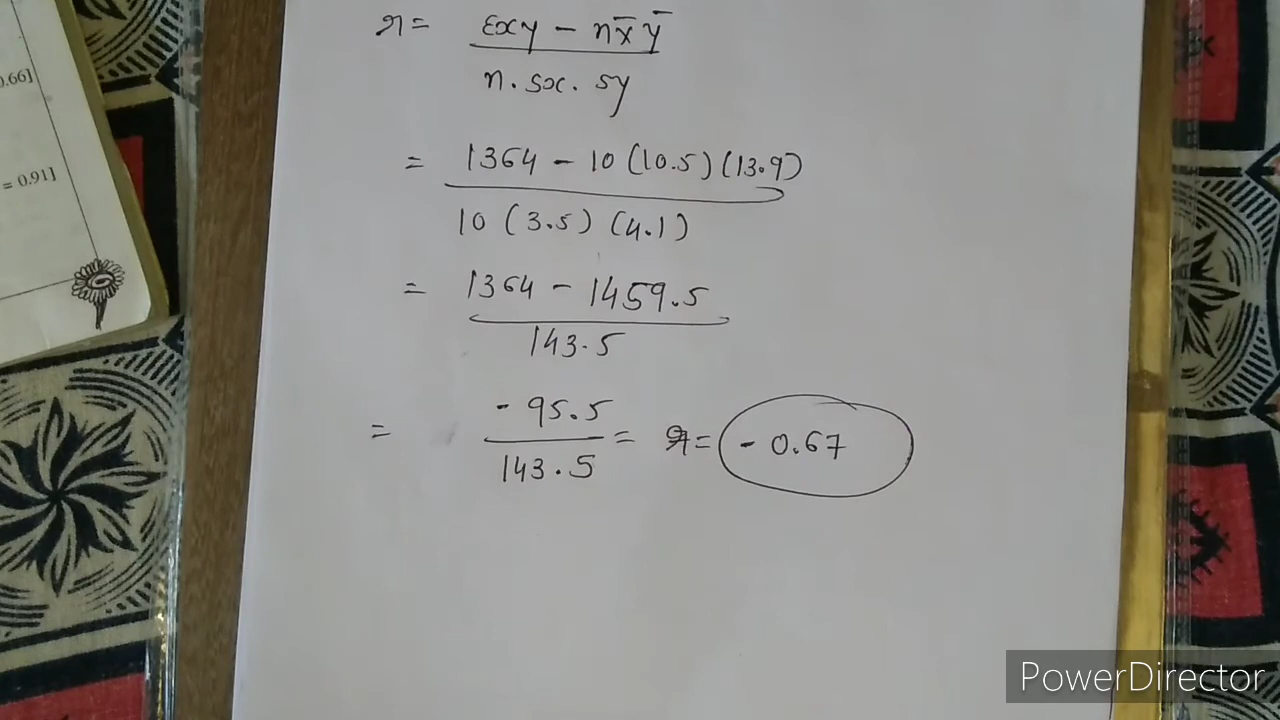 0.66]
= 0.91]
r = Σxy - nx̄ȳ
n.sx.sy
= 1364 - 10 (10.5) (13.9)
10 (3.5) (4.1)
= 1364 - 1459.5
143.5
= - 95.5
143.5
= r = - 0.67
PowerDirector